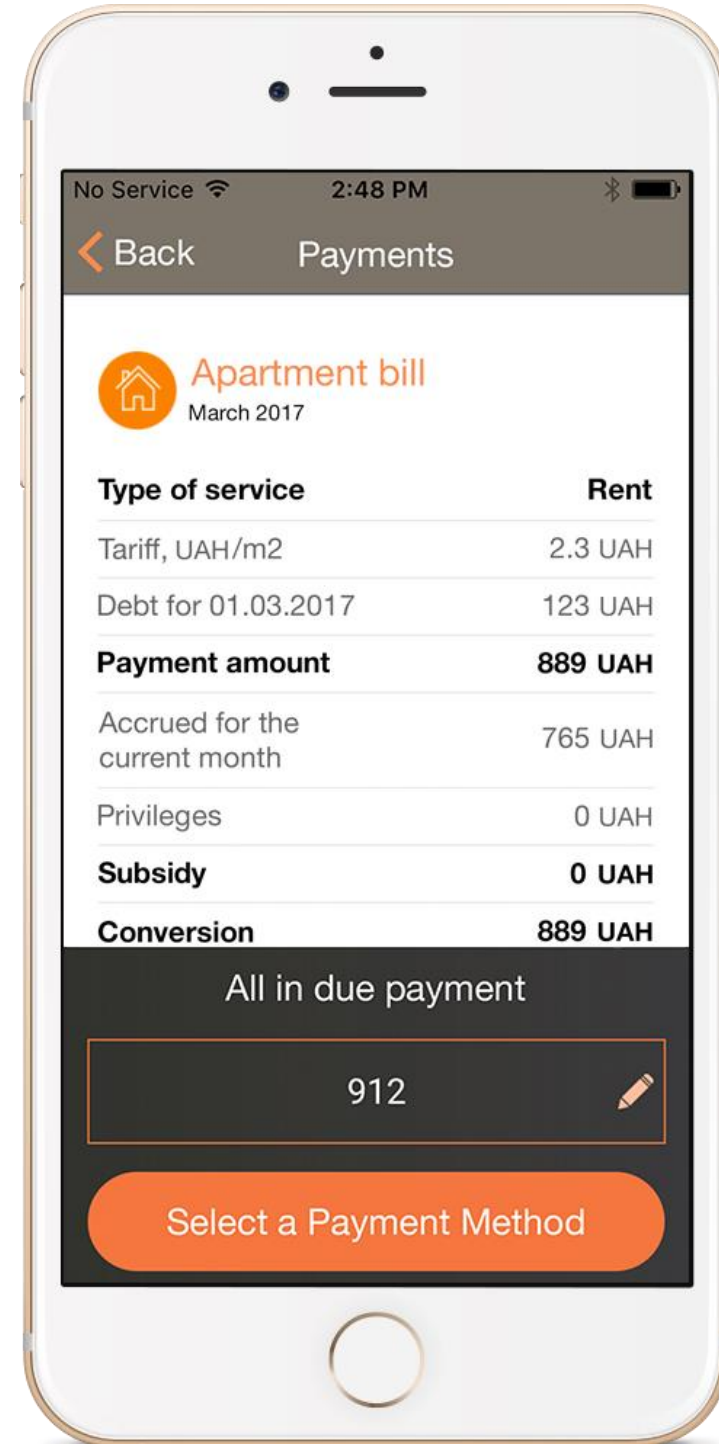 No Service 2:48 PM
Back Payments
Apartment bill
March 2017
Type of service Rent
Tariff, UAH/m2 2.3 UAH
Debt for 01.03.2017 123 UAH
Payment amount 889 UAH
Accrued for the
current month 765 UAH
Privileges 0 UAH
Subsidy 0 UAH
Conversion 889 UAH
All in due payment
912
Select a Payment Method